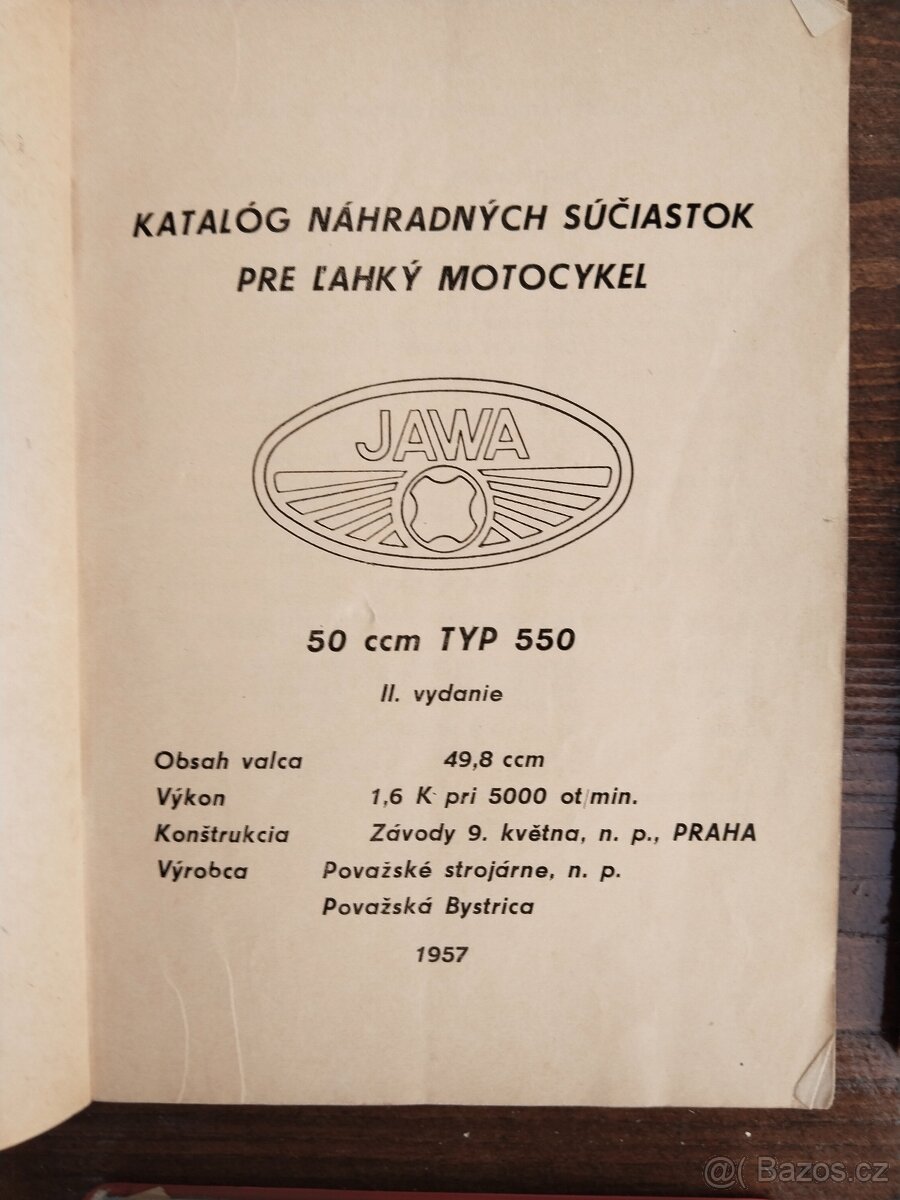 KATALÓG NÁHRADNÝCH SÚČIASTOK
PRE ĽAHKÝ MOTOCYKEL
JAWA
50 ccm TYP 550
II. vydanie
Obsah valca 49,8 ccm
Výkon 1,6 K pri 5000 ot/min.
Konštrukcia Závody 9. května, n. p., PRAHA
Výrobca Považské strojárne, n. p.
Považská Bystrica
1957
@( Bazos.cz